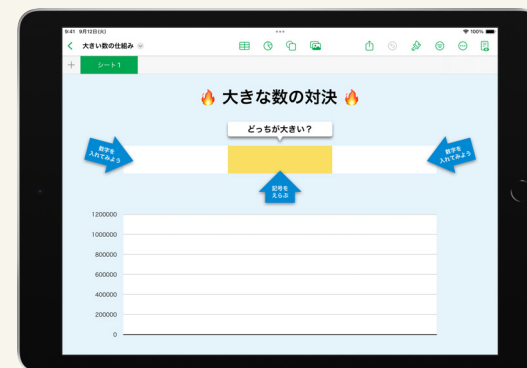 9:41 9月12日(火)
100%
大きい数の仕組み
シート1
大きな数の対決
どっちが大きい?
数字を
入れてみよう
数字を
入れてみよう
記号を
えらぶ
1200000
1000000
800000
600000
400000
200000
0